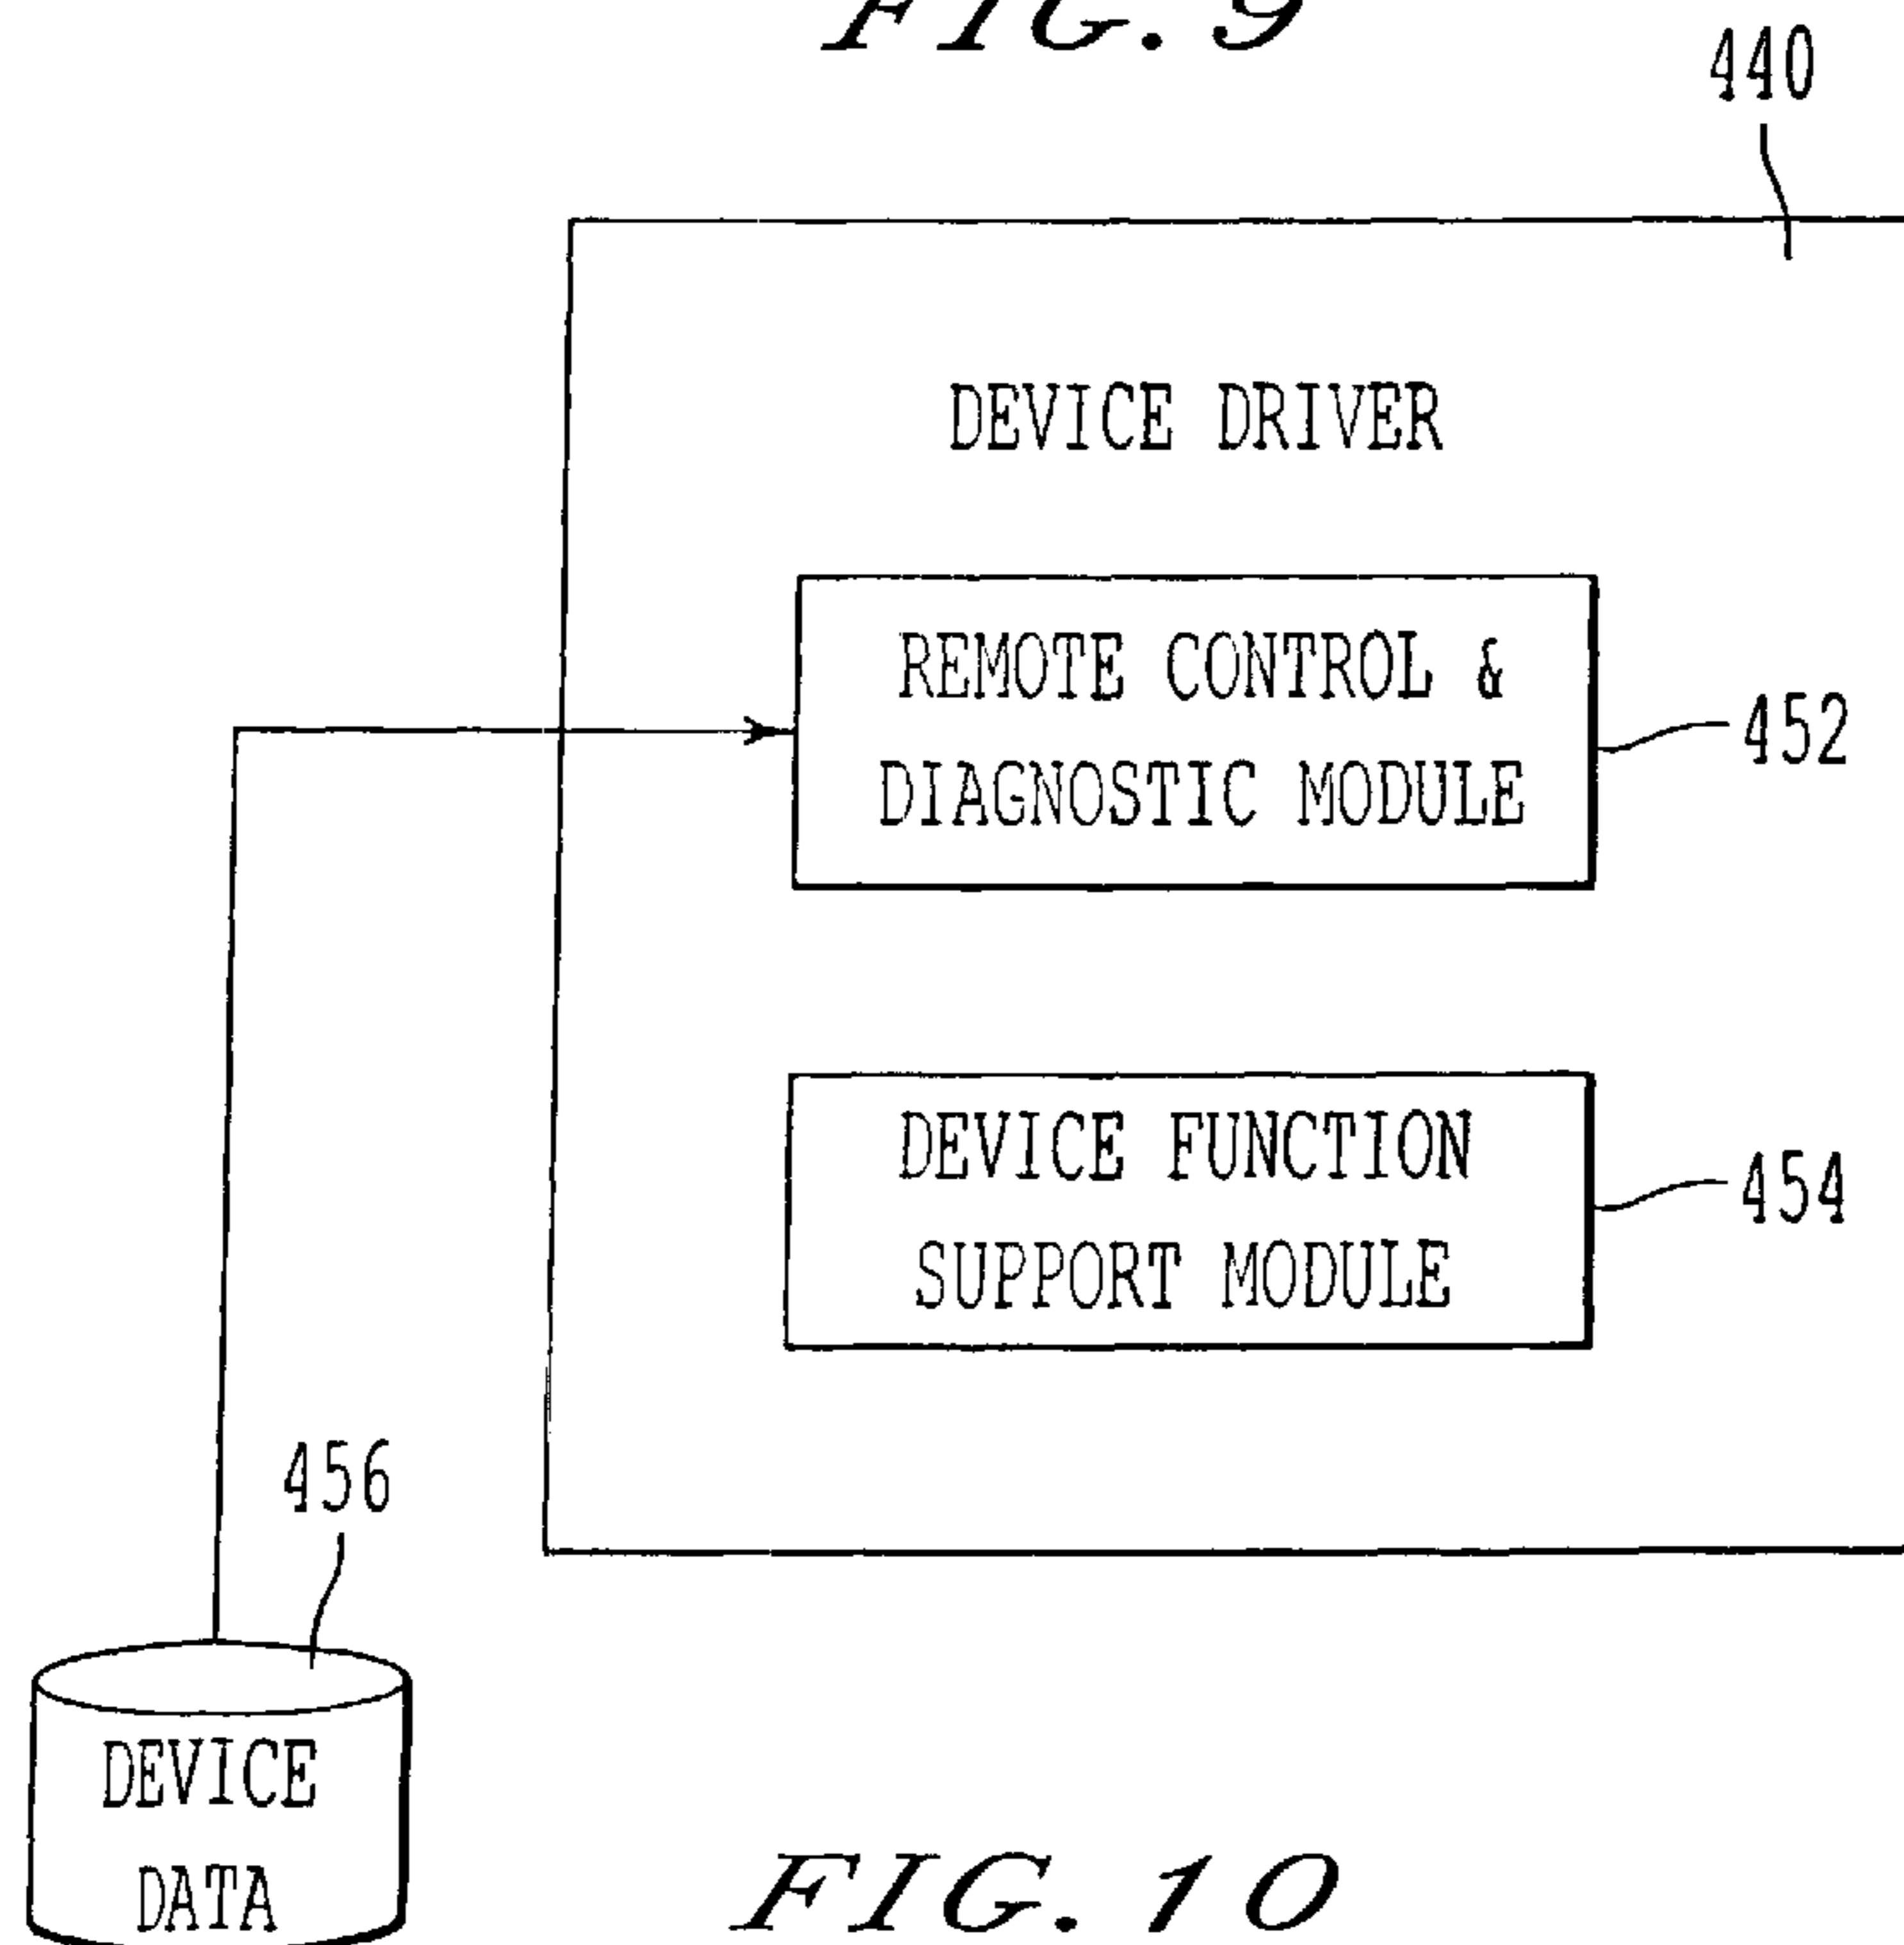 FIG. 9
440
DEVICE DRIVER
REMOTE CONTROL &
DIAGNOSTIC MODULE
452
DEVICE FUNCTION
SUPPORT MODULE
454
456
DEVICE
DATA
FIG. 10